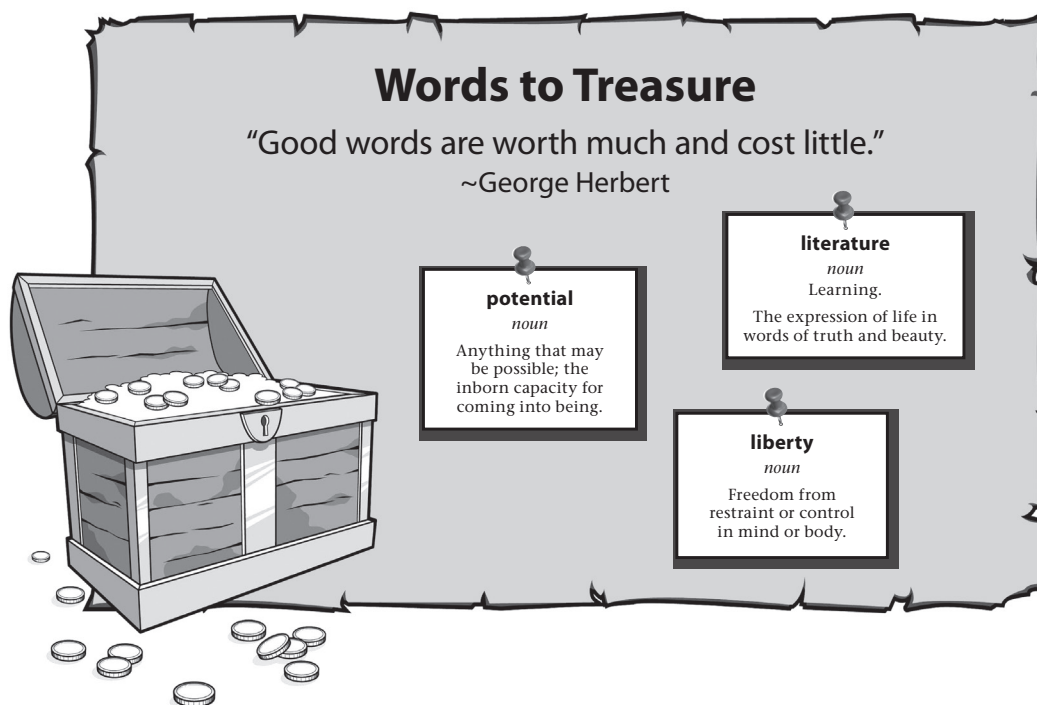 Words to Treasure
“Good words are worth much and cost little.”
~George Herbert
potential
noun
Anything that may
be possible; the
inborn capacity for
coming into being.
literature
noun
Learning.
The expression of life in
words of truth and beauty.
liberty
noun
Freedom from
restraint or control
in mind or body.